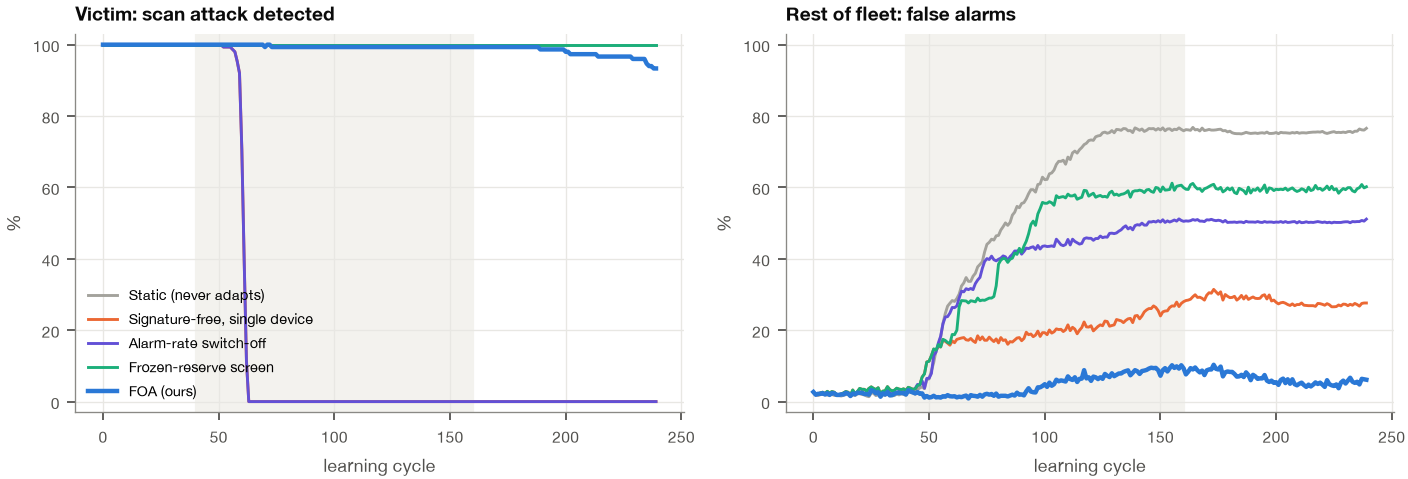 Victim: scan attack detected
100
80
60
40
20
0
%
Static (never adapts)
Signature-free, single device
Alarm-rate switch-off
Frozen-reserve screen
FOA (ours)
0
50
100
150
200
250
learning cycle
Rest of fleet: false alarms
100
80
60
40
20
0
%
0
50
100
150
200
250
learning cycle